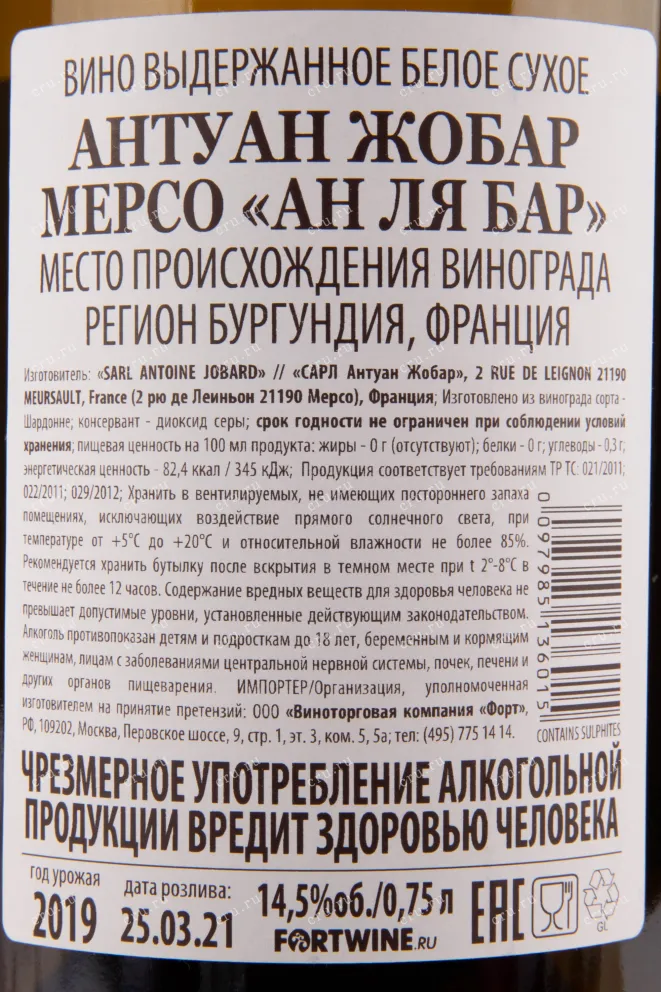 ВИНО ВЫДЕРЖАННОЕ БЕЛОЕ СУХОЕ
АНТУАН ЖОБАР
МЕРСО «АН ЛЯ БАР»
МЕСТО ПРОИСХОЖДЕНИЯ ВИНОГРАДА
РЕГИОН БУРГУНДИЯ, ФРАНЦИЯ
Изготовитель: «SARL ANTOINE JOBARD» // «САРЛ Антуан Жобар», 2 RUE DE LEIGNON 21190
MEURSAULT, France (2 рю де Леиньон 21190 Мерсо), Франция; Изготовлено из винограда сорта -
Шардонне; консервант - диоксид серы; срок годности не ограничен при соблюдении условий
хранения; пищевая ценность на 100 мл продукта: жиры - 0 г (отсутствуют); белки - 0 г; углеводы - 0,3 г;
энергетическая ценность - 82,4 ккал / 345 кДж; Продукция соответствует требованиям ТР ТС: 021/2011;
022/2011; 029/2012; Хранить в вентилируемых, не имеющих постороннего запаха
помещениях, исключающих воздействие прямого солнечного света, при
температуре от +5°С до +20°С и относительной влажности не более 85%.
Рекомендуется хранить бутылку после вскрытия в темном месте при t 2°-8°С в
течение не более 12 часов. Содержание вредных веществ для здоровья человека не
превышает допустимые уровни, установленные действующим законодательством.
Алкоголь противопоказан детям и подросткам до 18 лет, беременным и кормящим
женщинам, лицам с заболеваниями центральной нервной системы, почек, печени и
других органов пищеварения. ИМПОРТЕР/Организация, уполномоченная
изготовителем на принятие претензий: ООО «Виноторговая компания «Форт»,
РФ, 109202, Москва, Перовское шоссе, 9, стр. 1, эт. 3, ком. 5, 5а; тел: (495) 775 14 14.
0 097985 136015
CONTAINS SULPHITES
ЧРЕЗМЕРНОЕ УПОТРЕБЛЕНИЕ АЛКОГОЛЬНОЙ
ПРОДУКЦИИ ВРЕДИТ ЗДОРОВЬЮ ЧЕЛОВЕКА
год урожая
2019
дата розлива:
25.03.21
14,5%об./0,75 л
FORTWINE.RU
EAC
GL
cru.ru